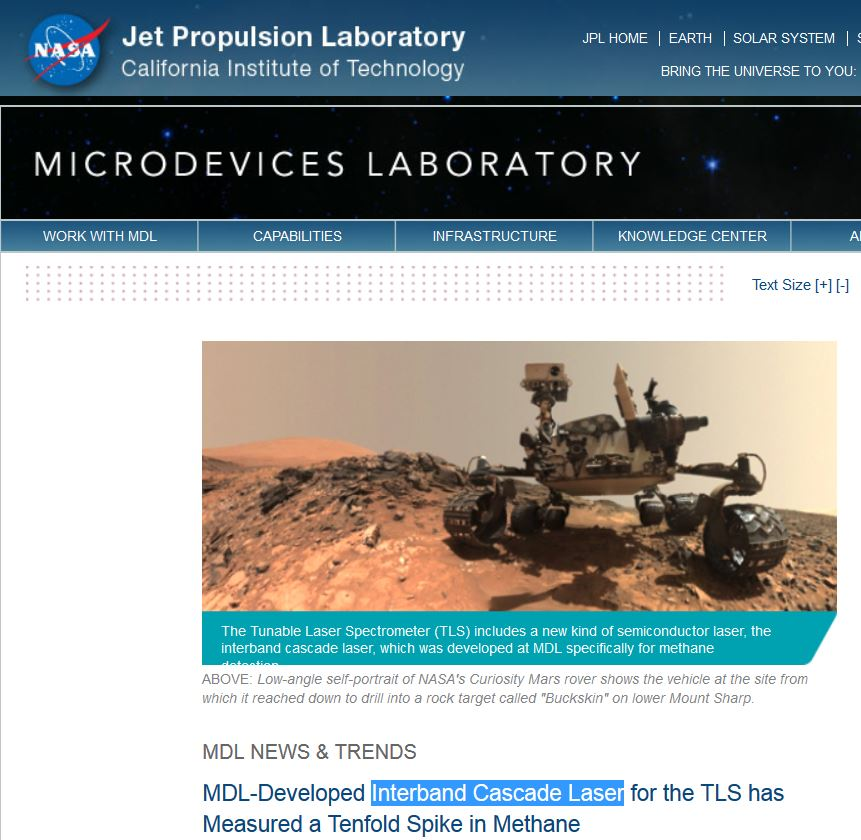 NASA
Jet Propulsion Laboratory
California Institute of Technology
JPL HOME | EARTH | SOLAR SYSTEM | S
BRING THE UNIVERSE TO YOU:
MICRODEVICES LABORATORY
WORK WITH MDL
CAPABILITIES
INFRASTRUCTURE
KNOWLEDGE CENTER
Text Size [+] [-]
The Tunable Laser Spectrometer (TLS) includes a new kind of semiconductor laser, the
interband cascade laser, which was developed at MDL specifically for methane
detection
ABOVE: Low-angle self-portrait of NASA's Curiosity Mars rover shows the vehicle at the site from
which it reached down to drill into a rock target called "Buckskin" on lower Mount Sharp.
MDL NEWS & TRENDS
MDL-Developed Interband Cascade Laser for the TLS has
Measured a Tenfold Spike in Methane